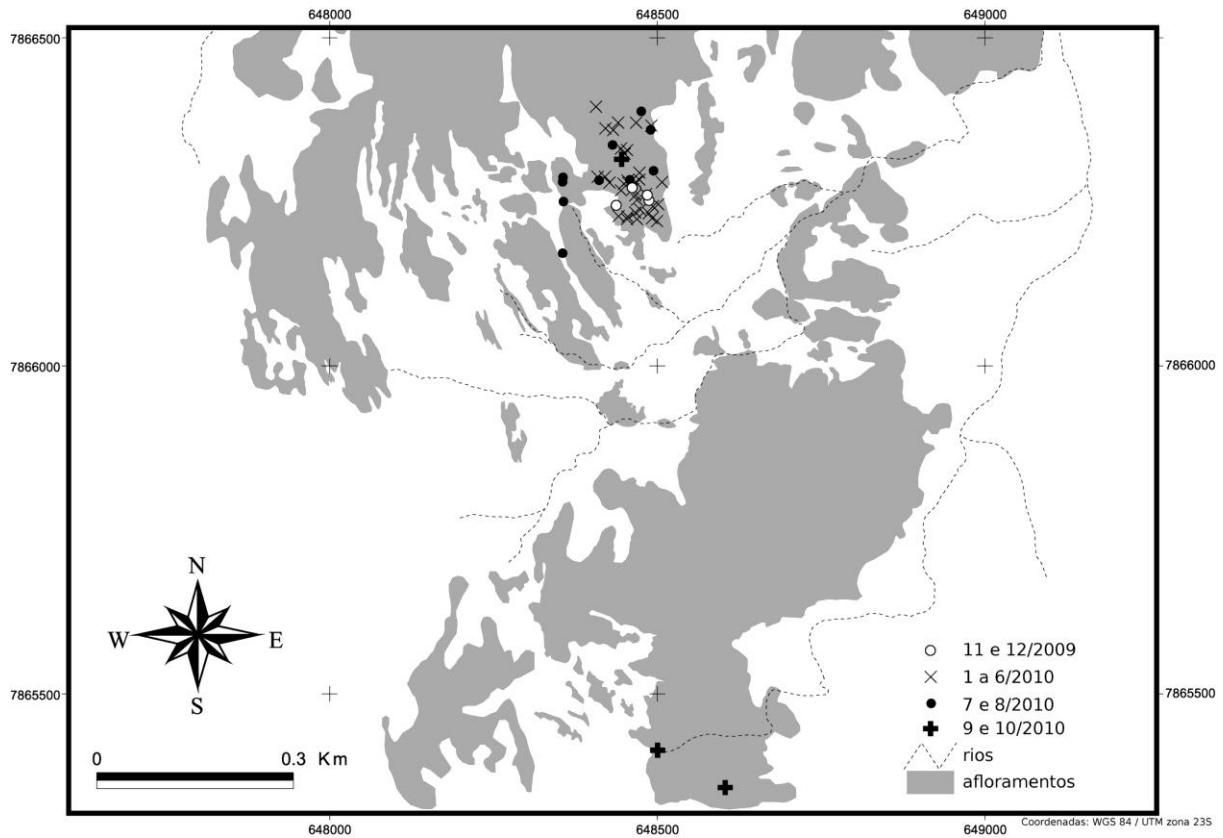 648000 648500 649000
7866500 7866500
7866000 7866000
7865500 7865500
N
W E
S
0 0.3 Km
11 e 12/2009
1 a 6/2010
7 e 8/2010
9 e 10/2010
rios
afloramentos
648000 648500 649000
Coordenadas: WGS 84 / UTM zona 23S